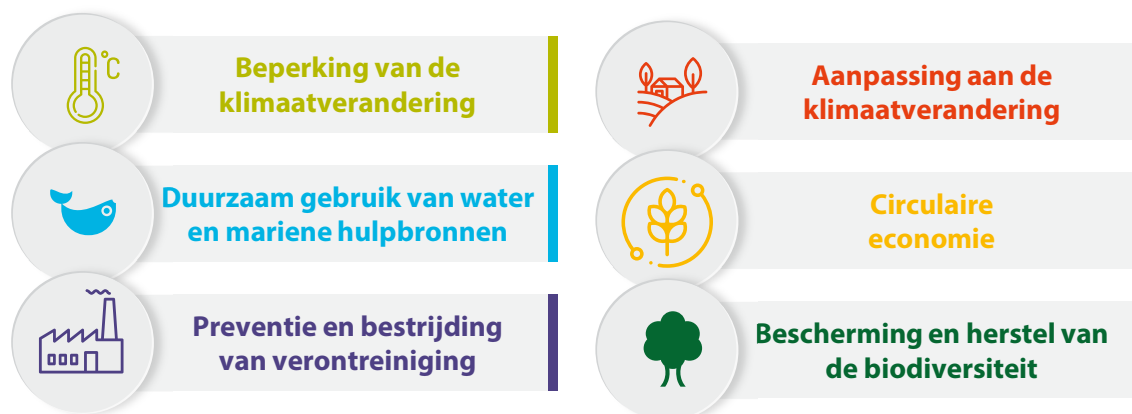 °C
Beperking van de
klimaatverandering
Aanpassing aan de
klimaatverandering
Duurzaam gebruik van water
en mariene hulpbronnen
Circulaire
economie
Preventie en bestrijding
van verontreiniging
Bescherming en herstel van
de biodiversiteit